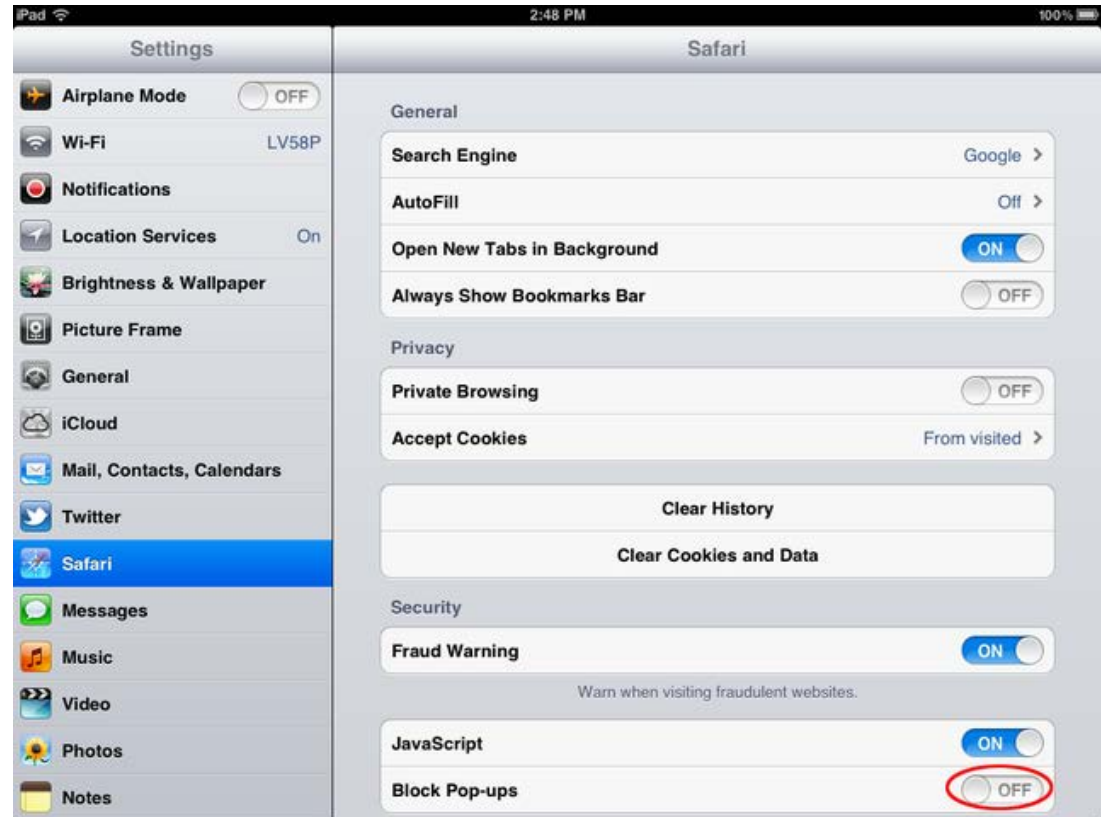 iPad 2:48 PM 100%
Settings
Airplane Mode OFF
Wi-Fi LV58P
Notifications
Location Services On
Brightness & Wallpaper
Picture Frame
General
iCloud
Mail, Contacts, Calendars
Twitter
Safari
Messages
Music
Video
Photos
Notes
Safari
General
Search Engine Google >
AutoFill Off >
Open New Tabs in Background ON
Always Show Bookmarks Bar OFF
Privacy
Private Browsing OFF
Accept Cookies From visited >
Clear History
Clear Cookies and Data
Security
Fraud Warning ON
Warn when visiting fraudulent websites.
JavaScript ON
Block Pop-ups OFF